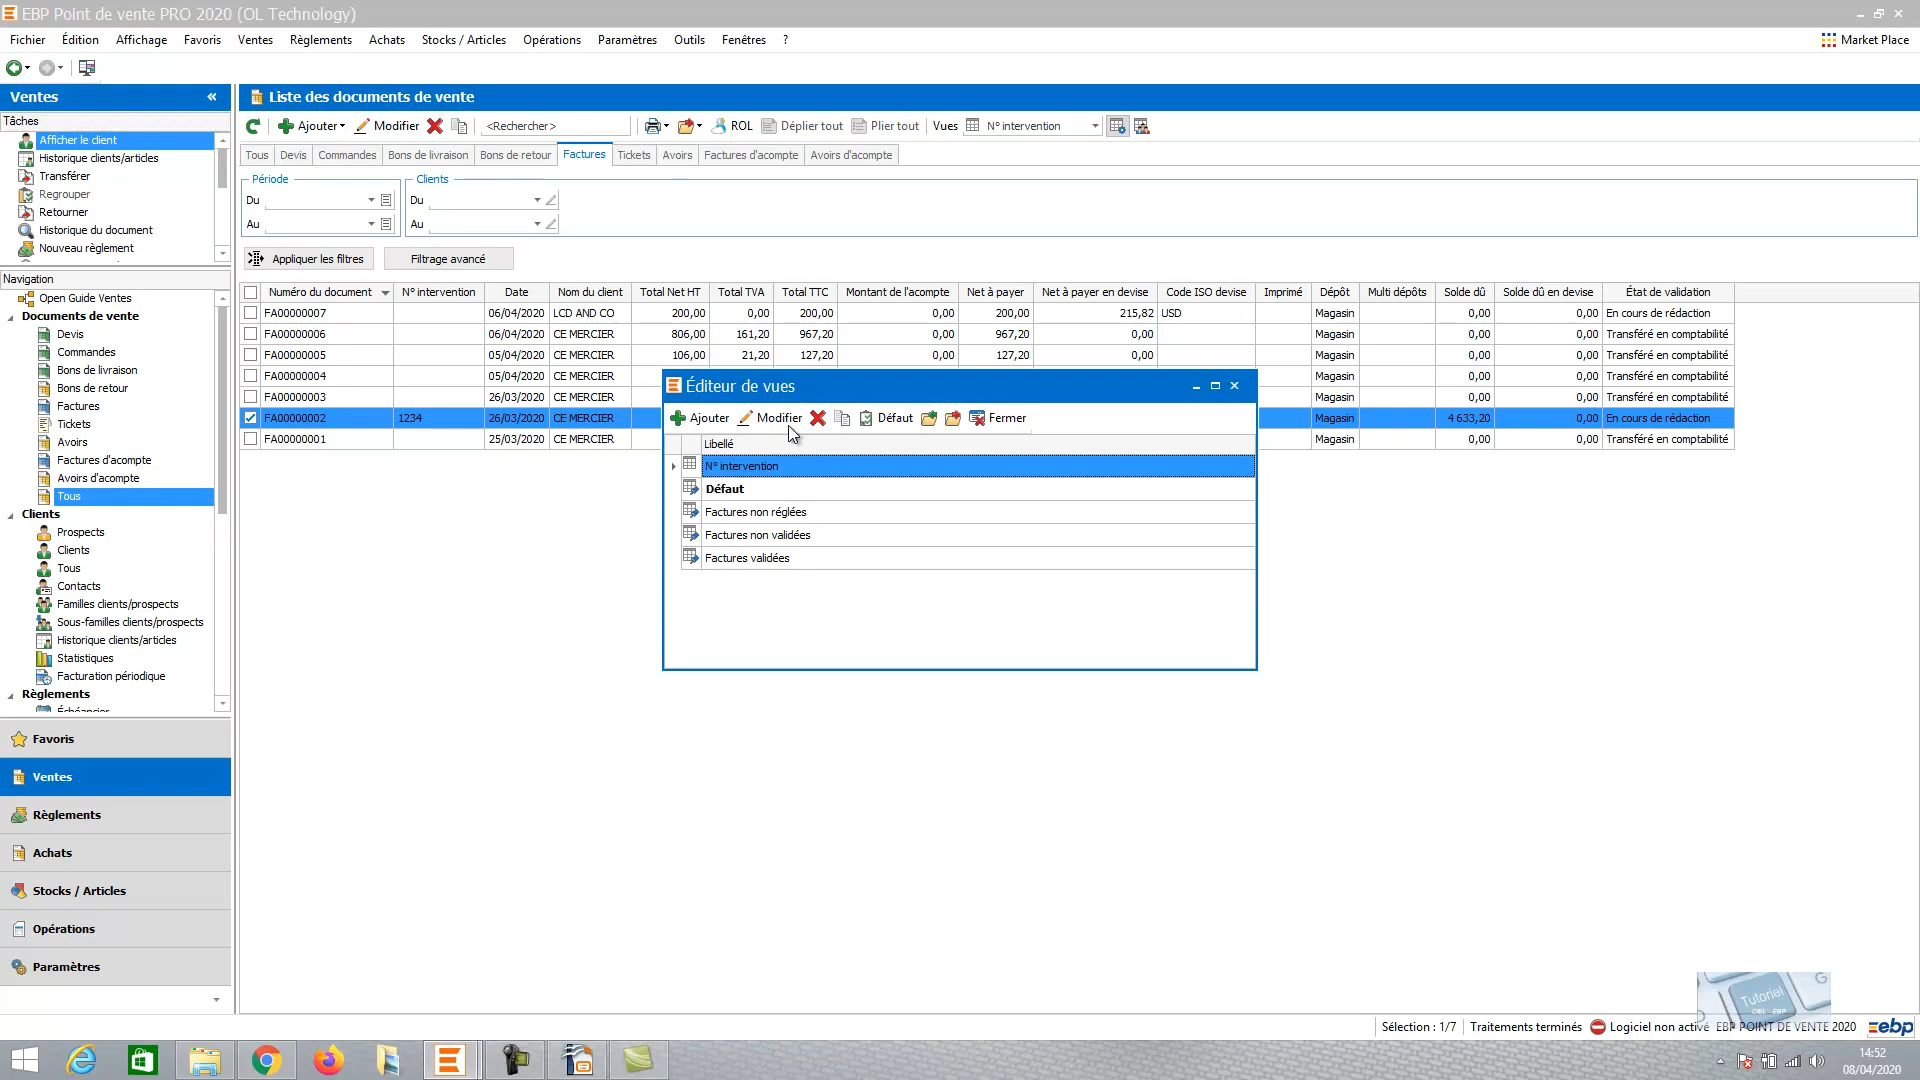 EBP Point de vente PRO 2020 (OL Technology)
Fichier Édition Affichage Favoris Ventes Règlements Achats Stocks / Articles Opérations Paramètres Outils Fenêtres ? Market Place
Ventes «
Tâches
Afficher le client
Historique clients/articles
Transférer
Regrouper
Retourner
Historique du document
Nouveau règlement
Navigation
Open Guide Ventes
Documents de vente
Devis
Commandes
Bons de livraison
Bons de retour
Factures
Tickets
Avoirs
Factures d'acompte
Avoirs d'acompte
Tous
Clients
Prospects
Clients
Tous
Contacts
Familles clients/prospects
Sous-familles clients/prospects
Historique clients/articles
Statistiques
Facturation périodique
Règlements
Échéancier
Favoris
Ventes
Règlements
Achats
Stocks / Articles
Opérations
Paramètres
Liste des documents de vente
Ajouter Modifier <Rechercher> ROL Déplier tout Plier tout Vues N° intervention
Tous Devis Commandes Bons de livraison Bons de retour Factures Tickets Avoirs Factures d'acompte Avoirs d'acompte
Période Clients
Du Du
Au Au
Appliquer les filtres Filtrage avancé
Numéro du document N° intervention Date Nom du client Total Net HT Total TVA Total TTC Montant de l'acompte Net à payer Net à payer en devise Code ISO devise Imprimé Dépôt Multi dépôts Solde dû Solde dû en devise État de validation
FA00000007 06/04/2020 LCD AND CO 200,00 0,00 200,00 0,00 200,00 215,82 USD Magasin 0,00 0,00 En cours de rédaction
FA00000006 06/04/2020 CE MERCIER 806,00 161,20 967,20 0,00 967,20 0,00 Magasin 0,00 0,00 Transféré en comptabilité
FA00000005 05/04/2020 CE MERCIER 106,00 21,20 127,20 0,00 127,20 0,00 Magasin 0,00 0,00 Transféré en comptabilité
FA00000004 05/04/2020 CE MERCIER Magasin 0,00 0,00 Transféré en comptabilité
FA00000003 26/03/2020 CE MERCIER Magasin 0,00 0,00 Transféré en comptabilité
FA00000002 1234 26/03/2020 CE MERCIER Magasin 4 633,20 0,00 En cours de rédaction
FA00000001 25/03/2020 CE MERCIER Magasin 0,00 0,00 Transféré en comptabilité
Éditeur de vues
Ajouter Modifier Défaut Fermer
Libellé
N° intervention
Défaut
Factures non réglées
Factures non validées
Factures validées
Tutoriel
CIEL - EBP
G
Sélection : 1/7 Traitements terminés Logiciel non activé EBP POINT DE VENTE 2020 ebp
14:52
08/04/2020